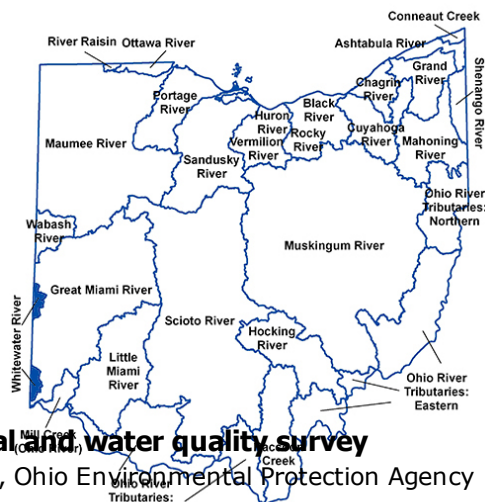 Conneaut Creek
River Raisin
Ottawa River
Ashtabula River
Grand
River
Chagrin
River
Shenango River
Portage
River
Black
River
Huron
River
Rocky
River
Cuyahoga
River
Maumee River
Vermilion
River
Mahoning
River
Sandusky
River
Ohio River
Tributaries:
Northern
Wabash
River
Muskingum River
Great Miami River
Scioto River
Hocking
River
Whitewater River
Little
Miami
River
Ohio River
Tributaries:
Eastern
Mill Creek
(Ohio River)
al and water quality survey
Creek
, Ohio Environmental Protection Agency
Ohio River
Tributaries: